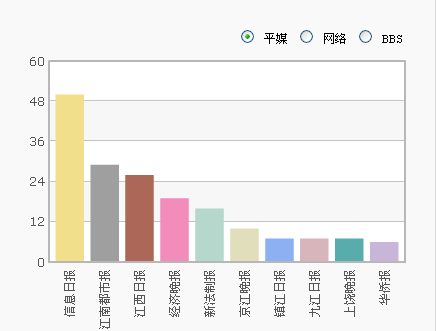 平媒 网络 BBS
60
48
36
24
12
0
信息日报
江南都市报
江西日报
经济晚报
新法制报
京江晚报
镇江日报
九江日报
上饶晚报
华侨报